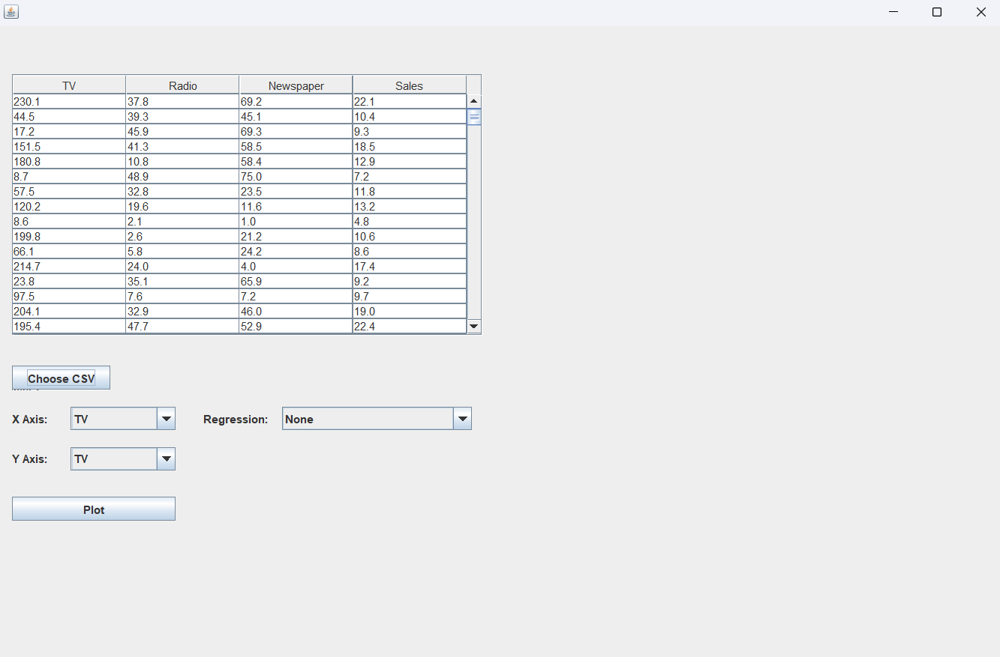 TV Radio Newspaper Sales
230.1 37.8 69.2 22.1
44.5 39.3 45.1 10.4
17.2 45.9 69.3 9.3
151.5 41.3 58.5 18.5
180.8 10.8 58.4 12.9
8.7 48.9 75.0 7.2
57.5 32.8 23.5 11.8
120.2 19.6 11.6 13.2
8.6 2.1 1.0 4.8
199.8 2.6 21.2 10.6
66.1 5.8 24.2 8.6
214.7 24.0 4.0 17.4
23.8 35.1 65.9 9.2
97.5 7.6 7.2 9.7
204.1 32.9 46.0 19.0
195.4 47.7 52.9 22.4
Choose CSV
X Axis: TV Regression: None
Y Axis: TV
Plot